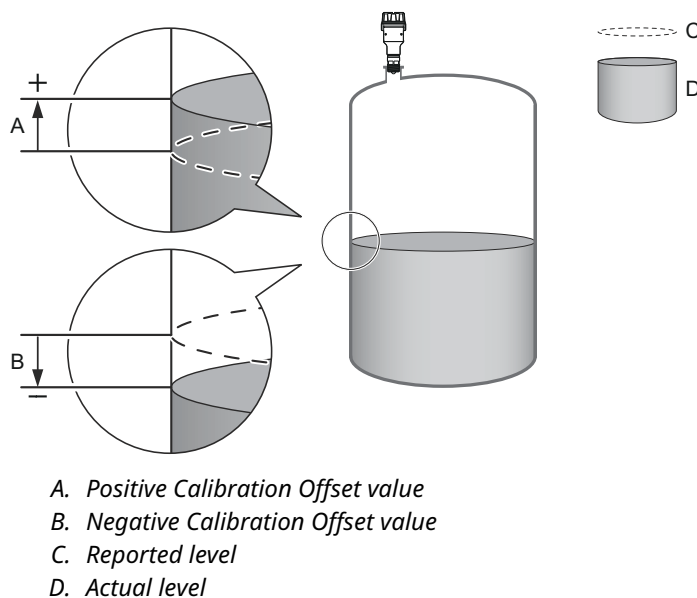 C
D
+
A
B
−
A. Positive Calibration Offset value
B. Negative Calibration Offset value
C. Reported level
D. Actual level